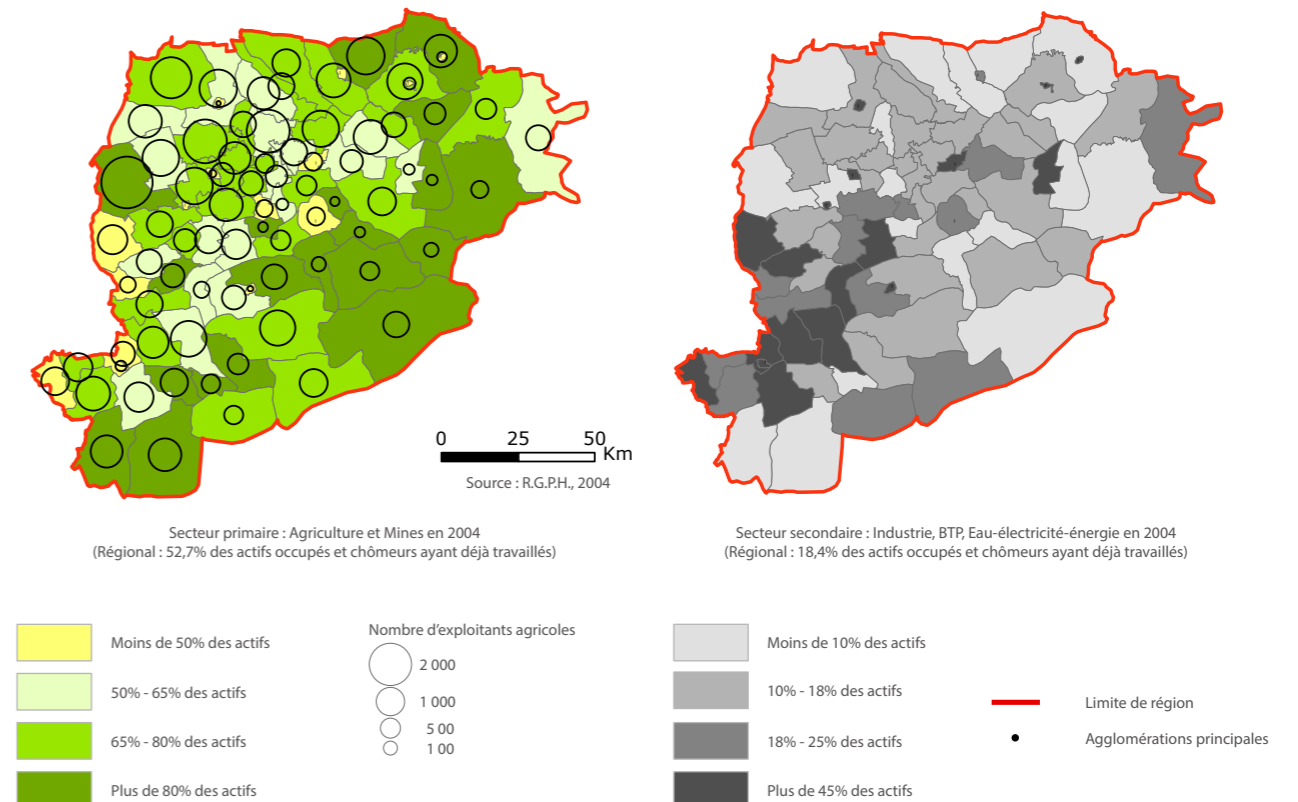 0 25 50 Km
Source : R.G.P.H., 2004
Secteur primaire : Agriculture et Mines en 2004
(Régional : 52,7% des actifs occupés et chômeurs ayant déjà travaillés)
Secteur secondaire : Industrie, BTP, Eau-électricité-énergie en 2004
(Régional : 18,4% des actifs occupés et chômeurs ayant déjà travaillés)
Moins de 50% des actifs
50% - 65% des actifs
65% - 80% des actifs
Plus de 80% des actifs
Nombre d’exploitants agricoles
2 000
1 000
5 00
1 00
Moins de 10% des actifs
10% - 18% des actifs
18% - 25% des actifs
Plus de 45% des actifs
Limite de région
Agglomérations principales